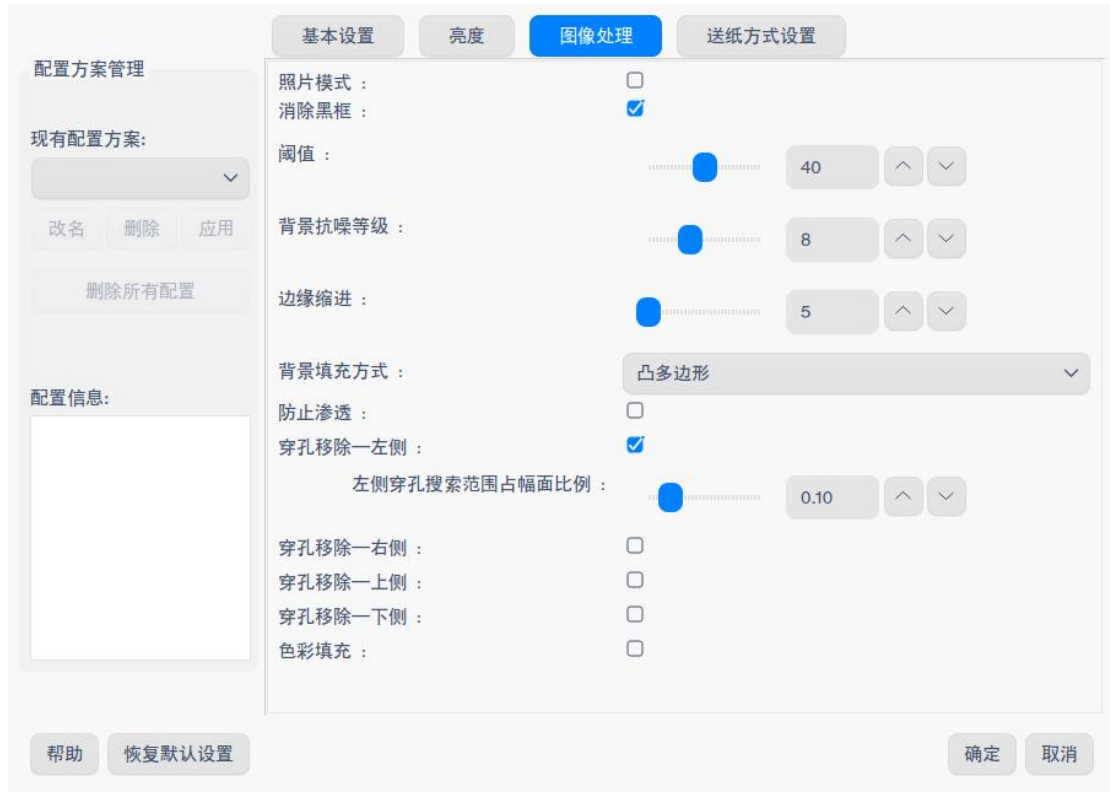 基本设置 亮度 图像处理 送纸方式设置
配置方案管理
现有配置方案:
改名 删除 应用
删除所有配置
配置信息:
照片模式 :
消除黑框 :
阈值 : 40
背景抗噪等级 : 8
边缘缩进 : 5
背景填充方式 : 凸多边形
防止渗透 :
穿孔移除—左侧 :
左侧穿孔搜索范围占幅面比例 : 0.10
穿孔移除—右侧 :
穿孔移除—上侧 :
穿孔移除—下侧 :
色彩填充 :
帮助 恢复默认设置 确定 取消